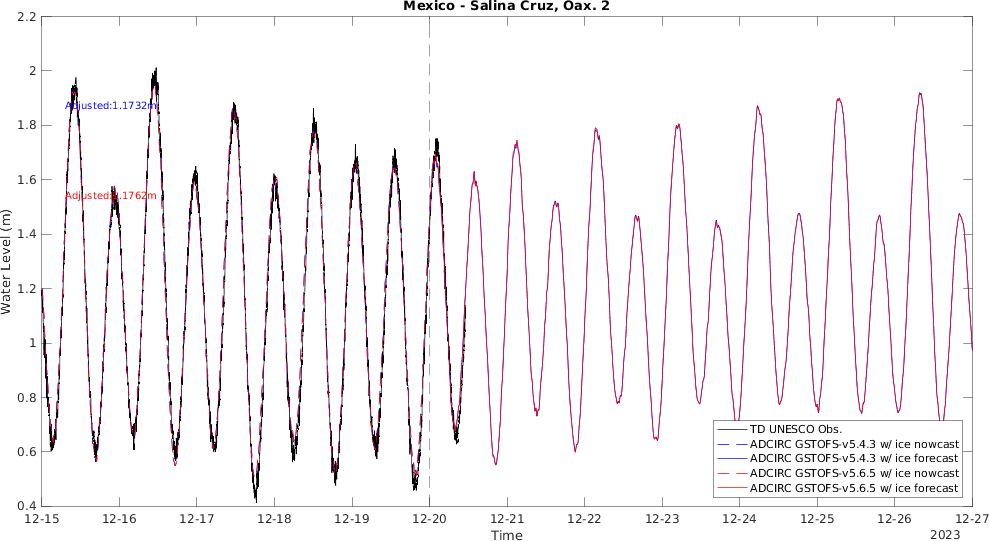 Mexico - Salina Cruz, Oax. 2
2.2
2
1.8
1.6
1.4
1.2
1
0.8
0.6
0.4
Water Level (m)
Adjusted:1.1732m
Adjusted:1.1762m
TD UNESCO Obs.
ADCIRC GSTOFS-v5.4.3 w/ ice nowcast
ADCIRC GSTOFS-v5.4.3 w/ ice forecast
ADCIRC GSTOFS-v5.6.5 w/ ice nowcast
ADCIRC GSTOFS-v5.6.5 w/ ice forecast
12-15 12-16 12-17 12-18 12-19 12-20 12-21 12-22 12-23 12-24 12-25 12-26 12-27
Time
2023